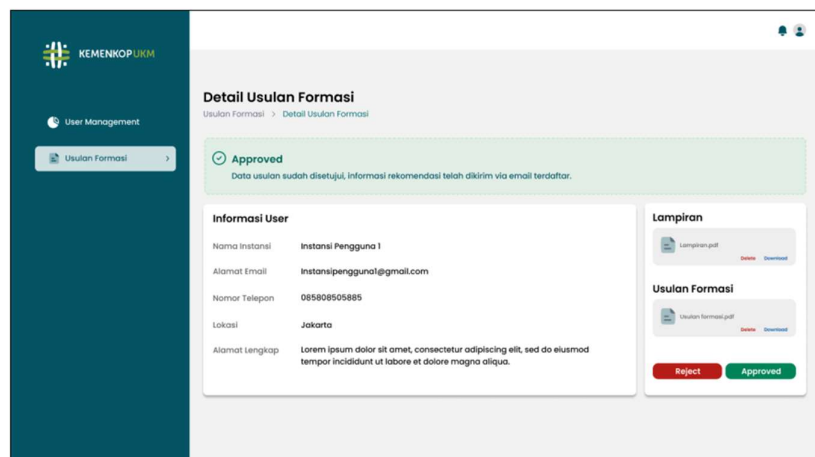 KEMENKOPUKM
User Management
Usulan Formasi
Detail Usulan Formasi
Usulan Formasi > Detail Usulan Formasi
Approved
Data usulan sudah disetujui, informasi rekomendasi telah dikirim via email terdaftar.
Informasi User
Nama Instansi Instansi Pengguna 1
Alamat Email Instansipengguna1@gmail.com
Nomor Telepon 085808505885
Lokasi Jakarta
Alamat Lengkap Lorem ipsum dolor sit amet, consectetur adipiscing elit, sed do eiusmod
tempor incididunt ut labore et dolore magna aliqua.
Lampiran
Lampiran.pdf
Delete Download
Usulan Formasi
Usulan formasi.pdf
Delete Download
Reject Approved